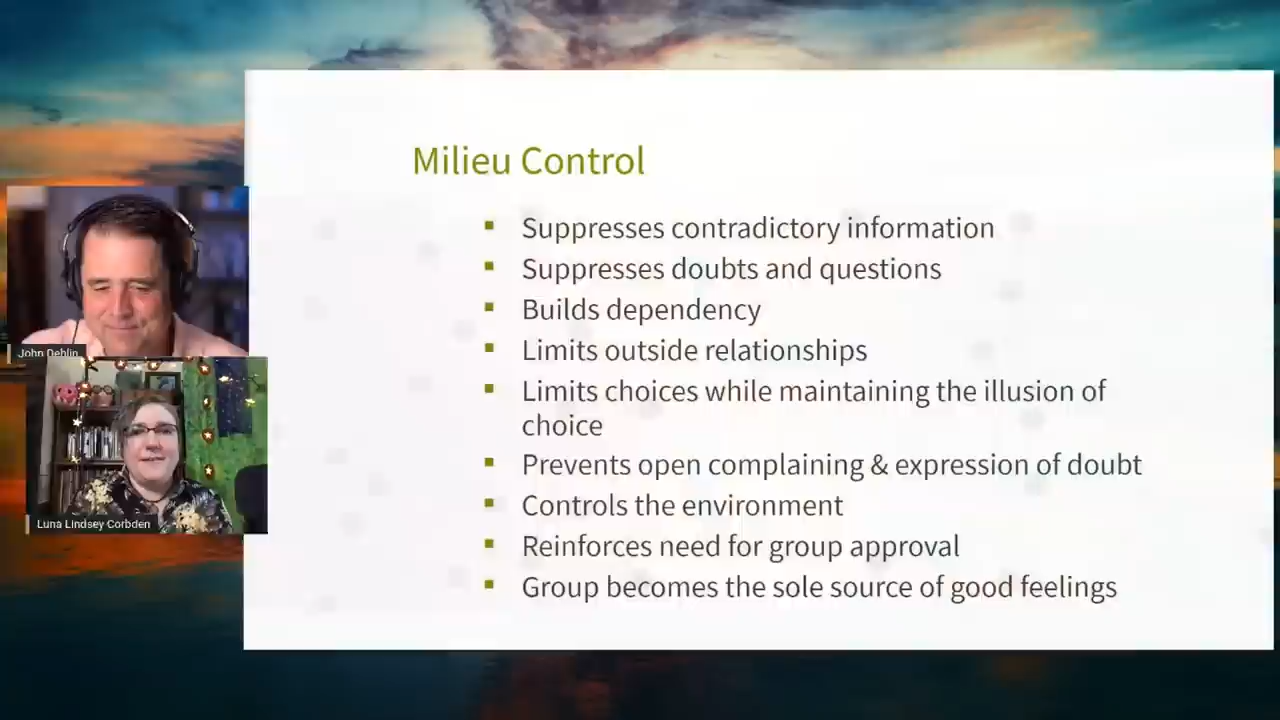 Milieu Control
▪ Suppresses contradictory information
▪ Suppresses doubts and questions
▪ Builds dependency
▪ Limits outside relationships
▪ Limits choices while maintaining the illusion of
choice
▪ Prevents open complaining & expression of doubt
▪ Controls the environment
▪ Reinforces need for group approval
▪ Group becomes the sole source of good feelings
John Dehlin
Luna Lindsey Corbden